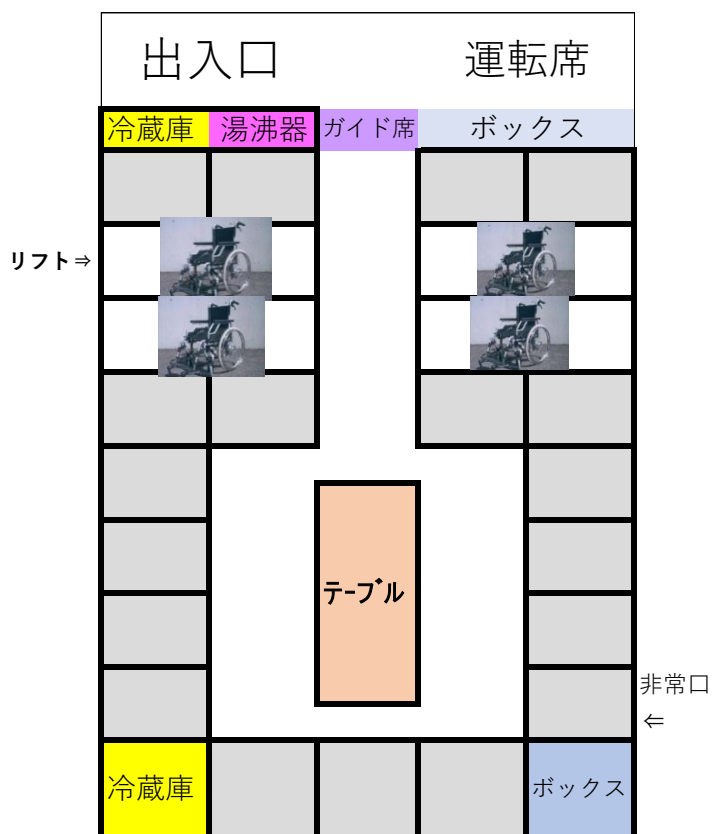 出入口 運転席
冷蔵庫 湯沸器 ガイド席 ボックス
リフト⇒
テーブル
非常口
⇐
冷蔵庫 ボックス